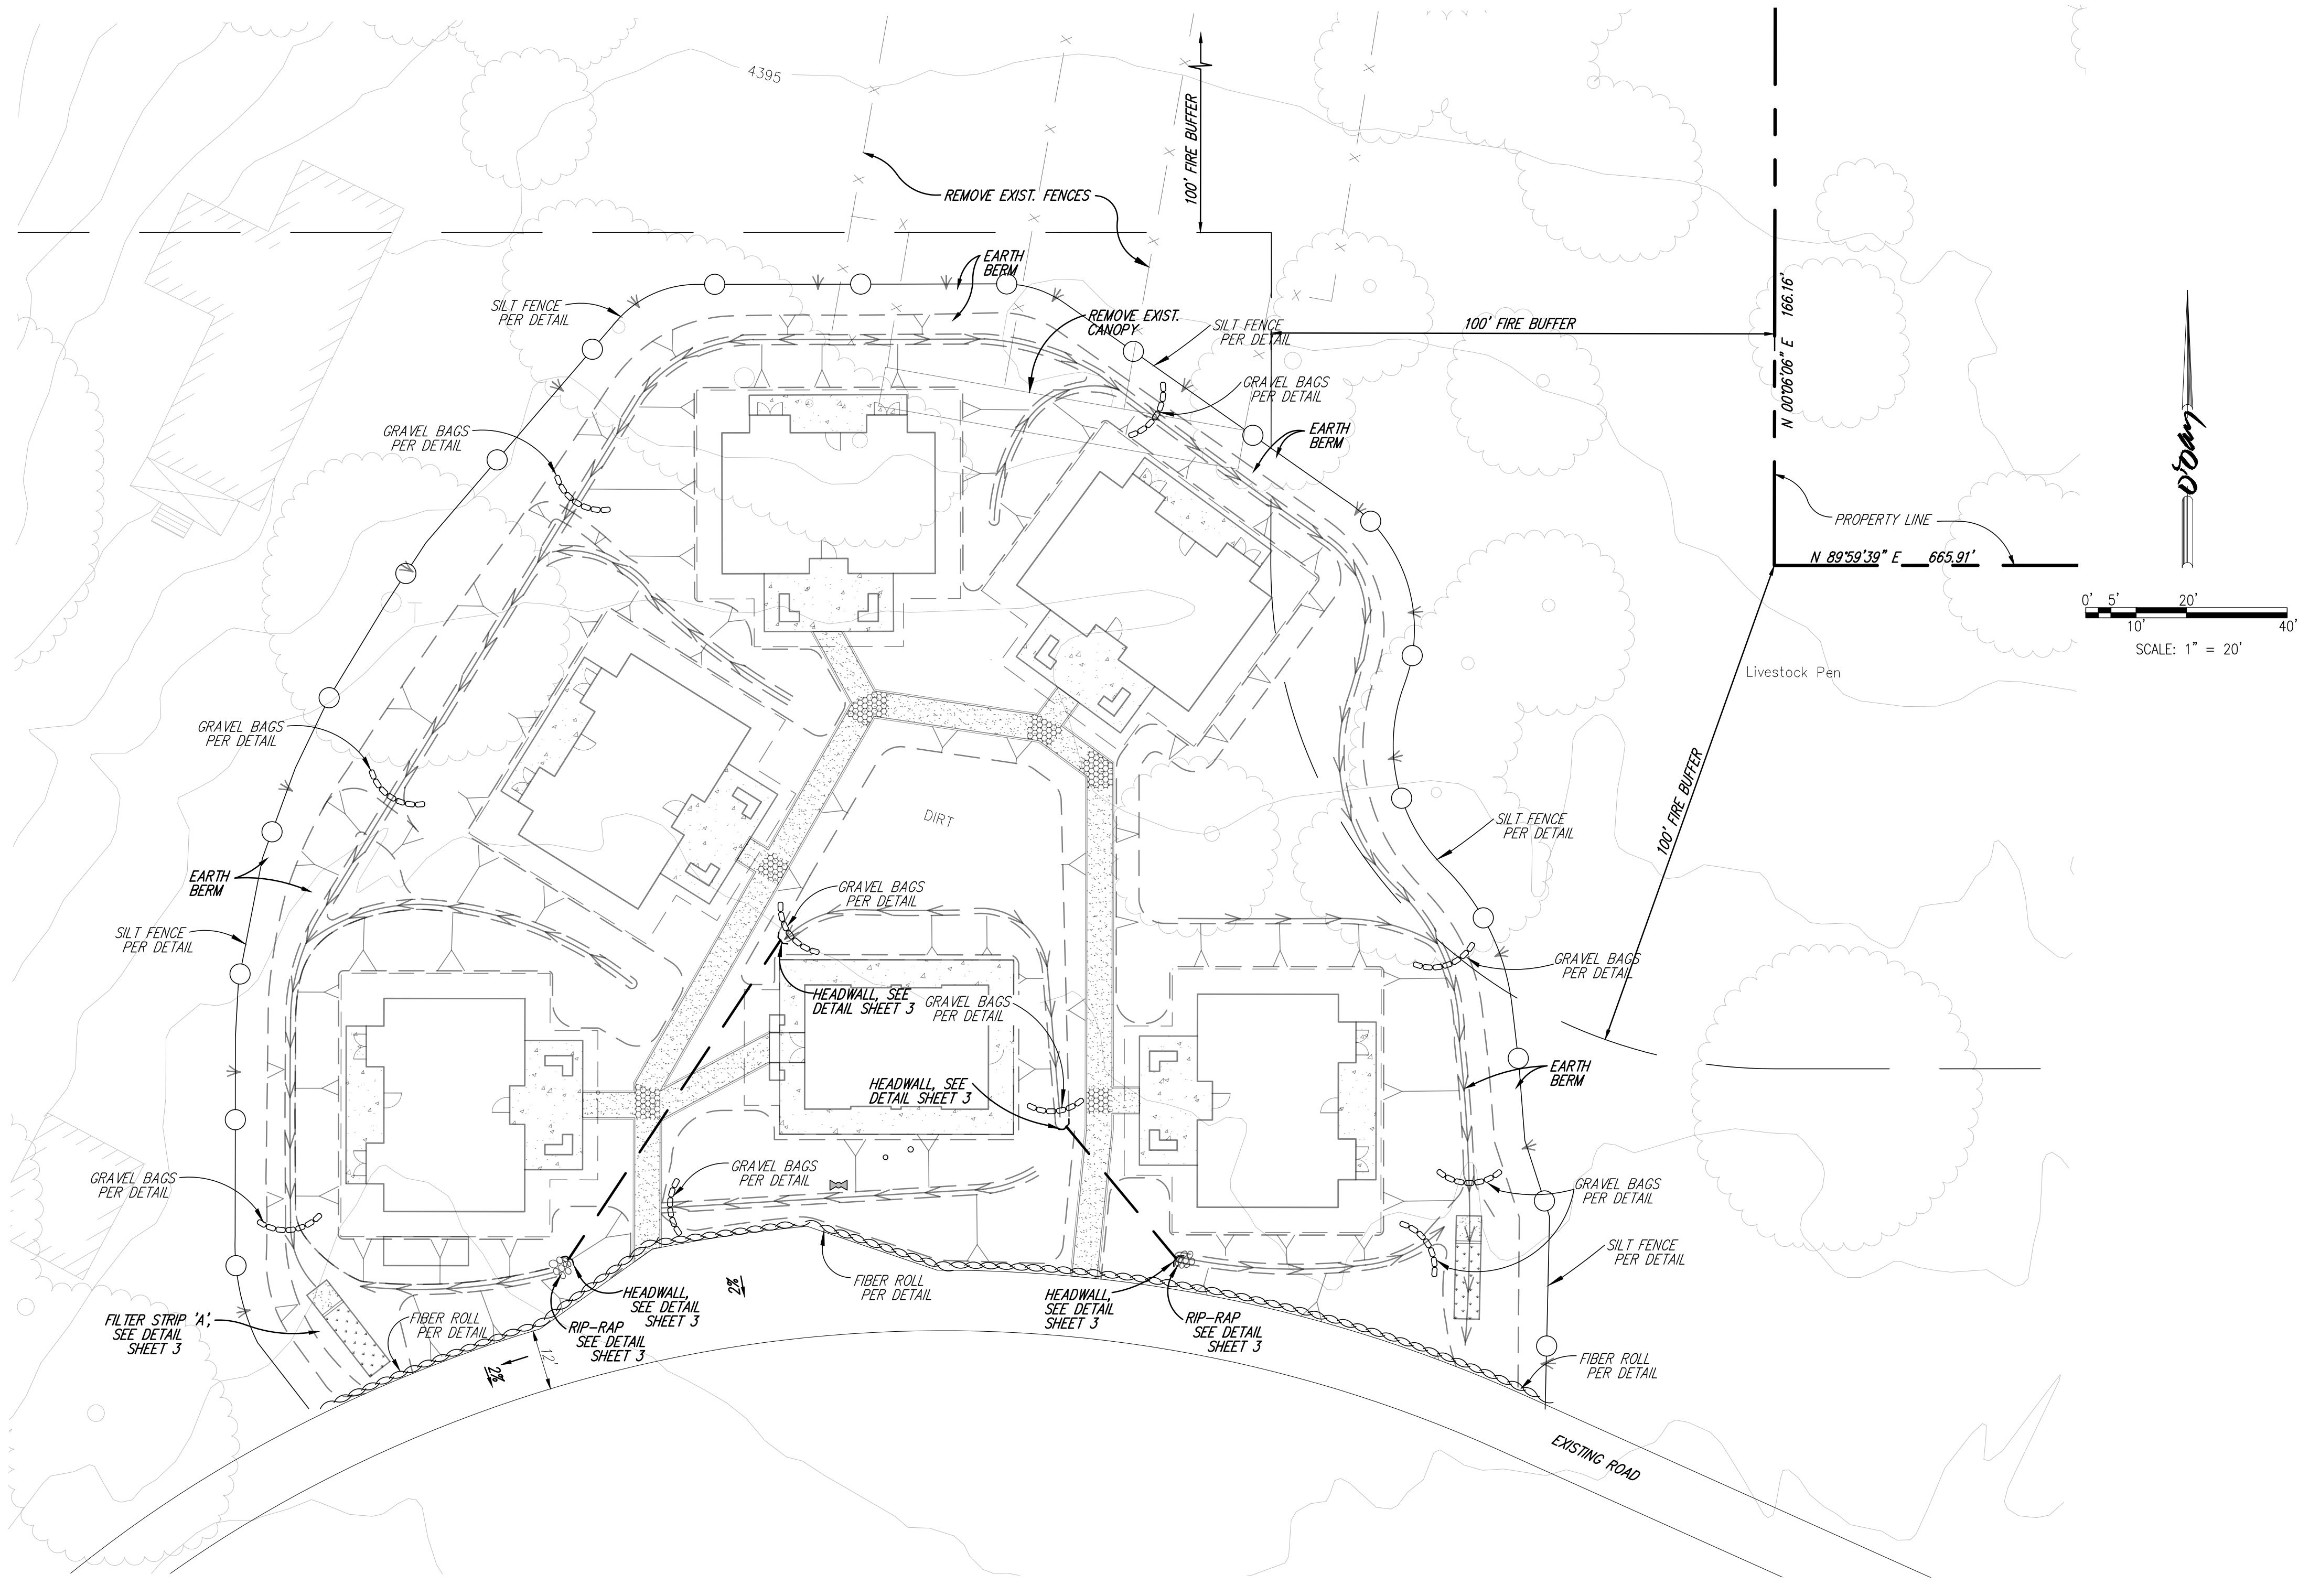 4395
100' FIRE BUFFER
REMOVE EXIST. FENCES
EARTH
BERM
SILT FENCE
PER DETAIL
REMOVE EXIST.
CANOPY
SILT FENCE
PER DETAIL
100' FIRE BUFFER
N 00°06'06" E 166.16'
GRAVEL BAGS
PER DETAIL
GRAVEL BAGS
PER DETAIL
EARTH
BERM
PROPERTY LINE
N 89°59'39" E 665.91'
0' 5' 20'
10' 40'
SCALE: 1" = 20'
Livestock Pen
GRAVEL BAGS
PER DETAIL
100' FIRE BUFFER
DIRT
SILT FENCE
PER DETAIL
EARTH
BERM
GRAVEL BAGS
PER DETAIL
SILT FENCE
PER DETAIL
GRAVEL BAGS
PER DETAIL
HEADWALL, SEE
DETAIL SHEET 3
GRAVEL BAGS
PER DETAIL
HEADWALL, SEE
DETAIL SHEET 3
EARTH
BERM
GRAVEL BAGS
PER DETAIL
GRAVEL BAGS
PER DETAIL
GRAVEL BAGS
PER DETAIL
SILT FENCE
PER DETAIL
2%
FIBER ROLL
PER DETAIL
HEADWALL,
SEE DETAIL
SHEET 3
HEADWALL,
SEE DETAIL
SHEET 3
FILTER STRIP 'A',
SEE DETAIL
SHEET 3
FIBER ROLL
PER DETAIL
RIP-RAP
SEE DETAIL
SHEET 3
RIP-RAP
SEE DETAIL
SHEET 3
12'
2%
FIBER ROLL
PER DETAIL
EXISTING ROAD